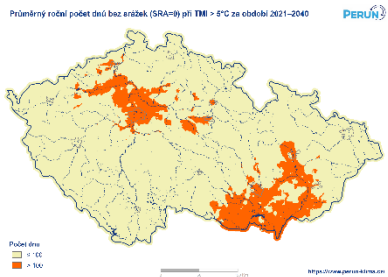 Průměrný roční počet dnů bez srážek (SRA=0) při TMI > 5°C za období 2021–2040
PERUN
Počet dnů
< 100
> 100
https://www.perun-klima.cz